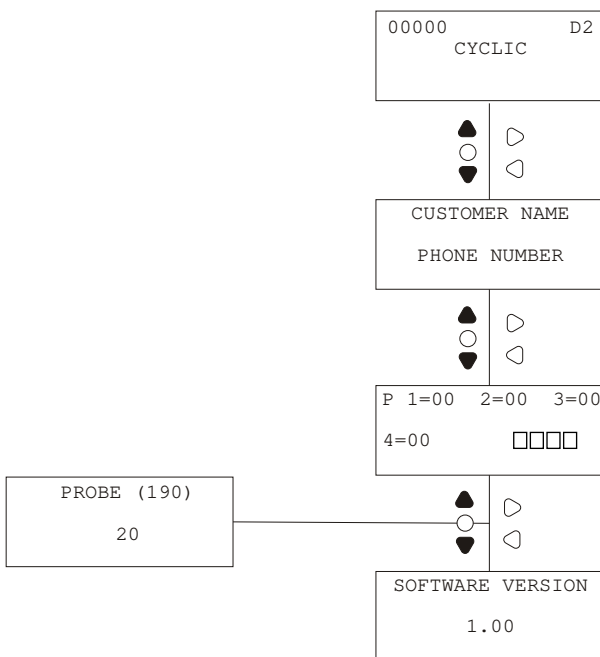 00000 D2
CYCLIC
CUSTOMER NAME
PHONE NUMBER
P 1=00 2=00 3=00
4=00 □□□□
PROBE (190)
20
SOFTWARE VERSION
1.00